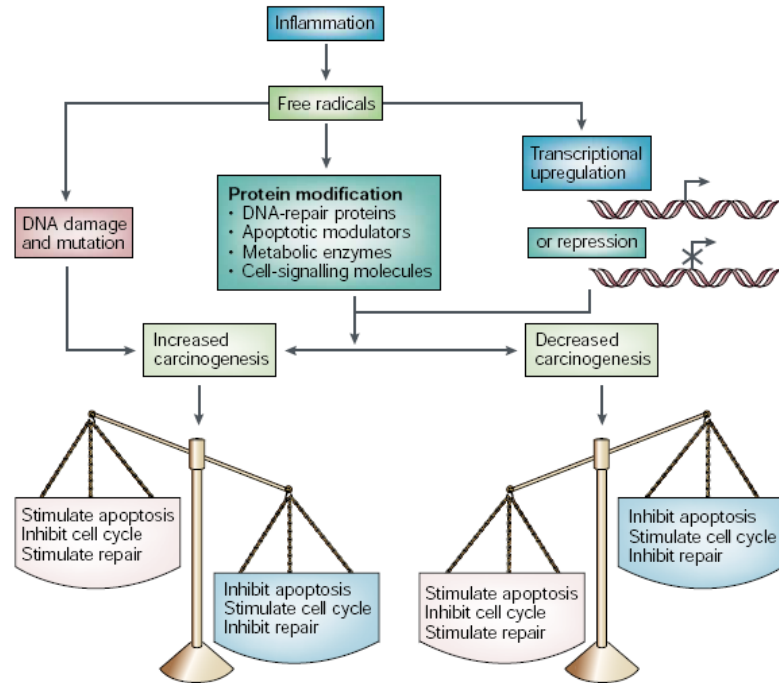 Inflammation
Free radicals
Transcriptional
upregulation
Protein modification
• DNA-repair proteins
• Apoptotic modulators
• Metabolic enzymes
• Cell-signalling molecules
DNA damage
and mutation
or repression
Increased
carcinogenesis
Decreased
carcinogenesis
Stimulate apoptosis
Inhibit cell cycle
Stimulate repair
Inhibit apoptosis
Stimulate cell cycle
Inhibit repair
Stimulate apoptosis
Inhibit cell cycle
Stimulate repair
Inhibit apoptosis
Stimulate cell cycle
Inhibit repair